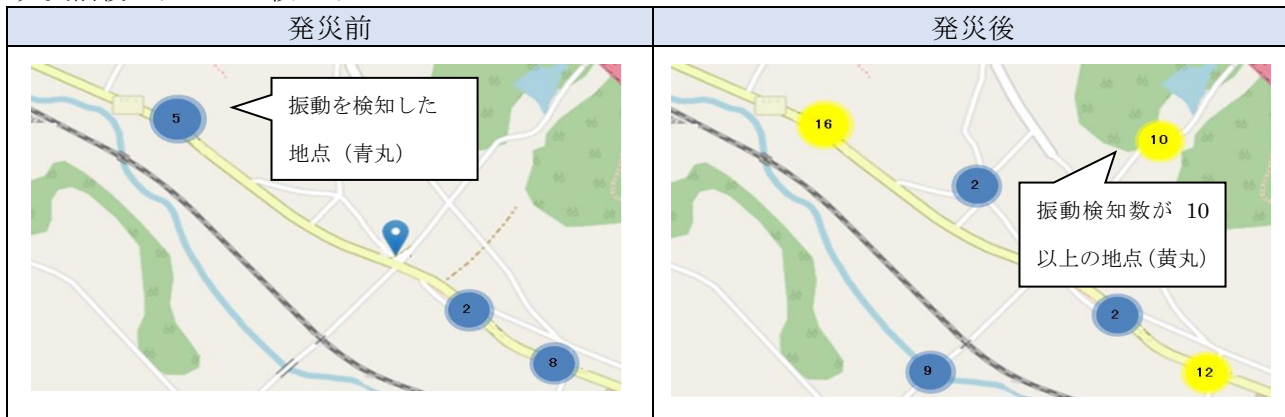 発災前
発災後
5
振動を検知した
地点（青丸）
2
8
16
10
2
振動検知数が 10
以上の地点（黄丸）
2
9
12